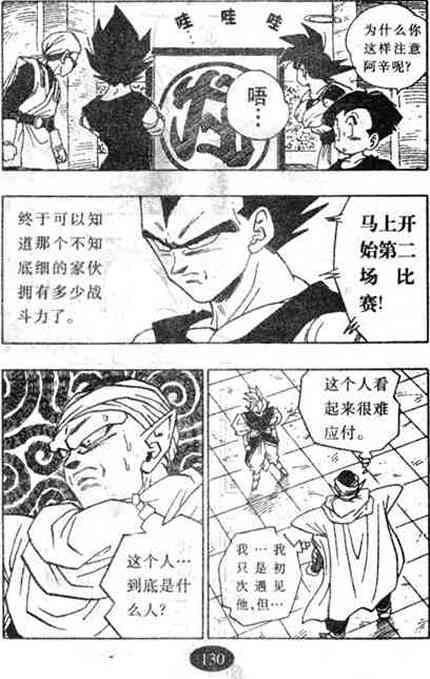 哇 哇 哇
为什么你
这样注意
阿辛呢?
唔
…
马上开
始第二
场 比
赛!
终于可以知
道那个不知
底细的家伙
拥有多少战
斗力了。
这个人看
起来很难
应付。
我…我
只是初
次遇见
他,但…
这个人…
到底是什
么人?
130